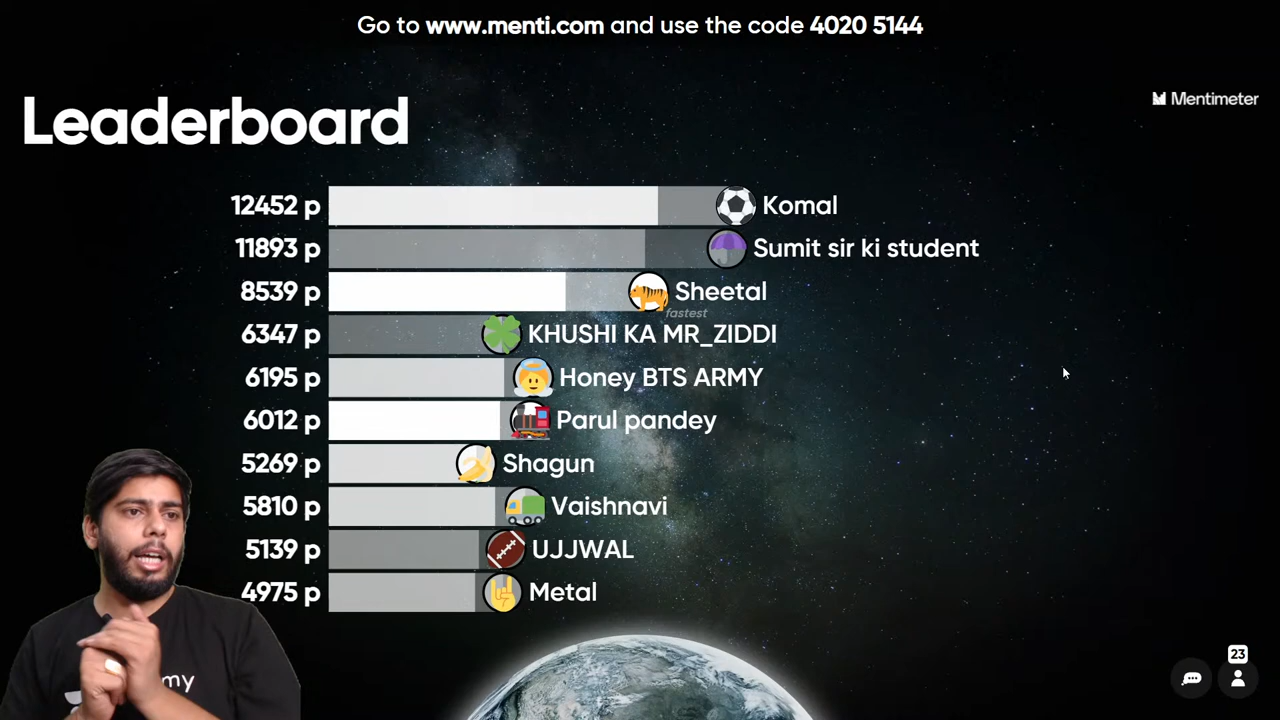 Go to www.menti.com and use the code 4020 5144
Leaderboard
Mentimeter
12452 p Komal
11893 p Sumit sir ki student
8539 p Sheetal
fastest
6347 p KHUSHI KA MR_ZIDDI
6195 p Honey BTS ARMY
6012 p Parul pandey
5269 p Shagun
5810 p Vaishnavi
5139 p UJJWAL
4975 p Metal
23
my